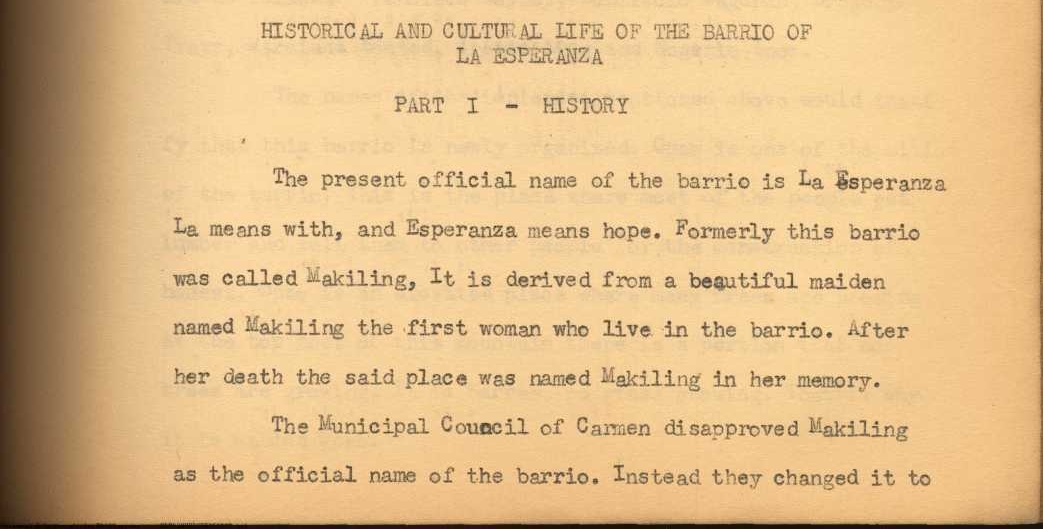 HISTORICAL AND CULTURAL LIFE OF THE BARRIO OF
LA ESPERANZA
PART I - HISTORY
The present official name of the barrio is La Esperanza
La means with, and Esperanza means hope. Formerly this barrio
was called Makiling, It is derived from a beautiful maiden
named Makiling the first woman who live in the barrio. After
her death the said place was named Makiling in her memory.
The Municipal Council of Carmen disapproved Makiling
as the official name of the barrio. Instead they changed it to